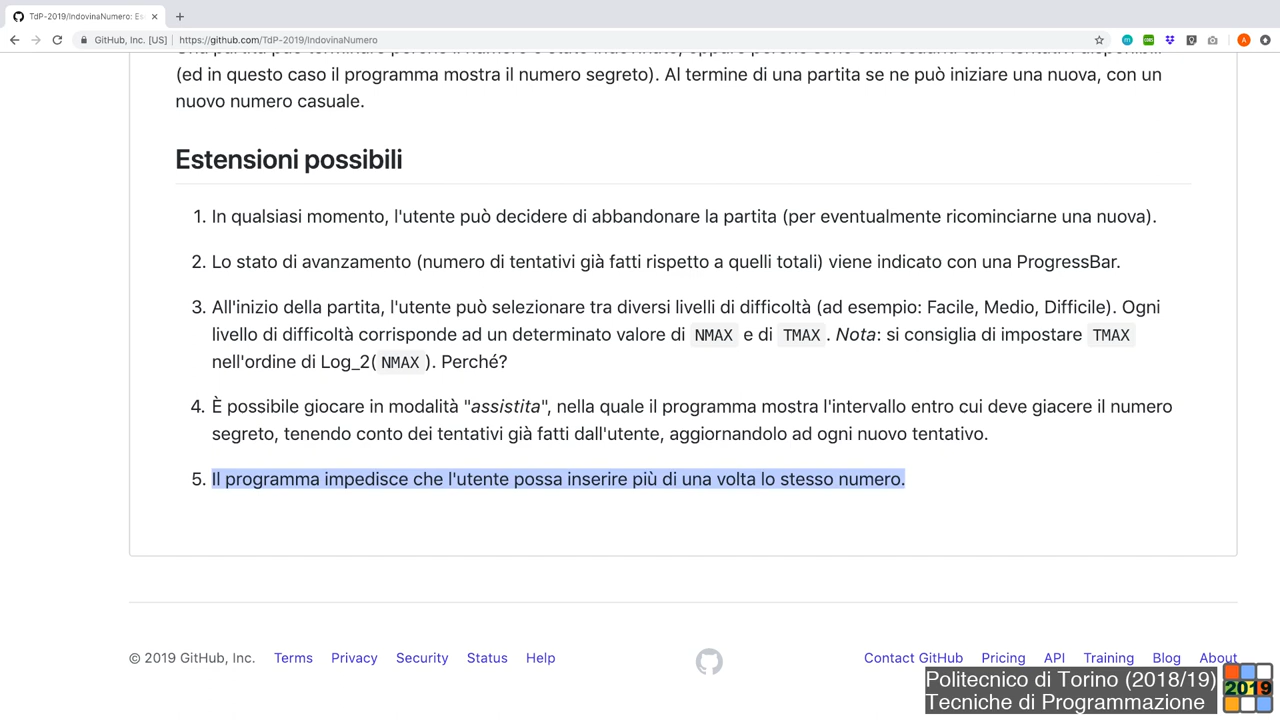 TdP-2019/IndovinaNumero: Es
GitHub, Inc. [US]
https://github.com/TdP-2019/IndovinaNumero
(ed in questo caso il programma mostra il numero segreto). Al termine di una partita se ne può iniziare una nuova, con un
nuovo numero casuale.
Estensioni possibili
1. In qualsiasi momento, l'utente può decidere di abbandonare la partita (per eventualmente ricominciarne una nuova).
2. Lo stato di avanzamento (numero di tentativi già fatti rispetto a quelli totali) viene indicato con una ProgressBar.
3. All'inizio della partita, l'utente può selezionare tra diversi livelli di difficoltà (ad esempio: Facile, Medio, Difficile). Ogni
livello di difficoltà corrisponde ad un determinato valore di NMAX e di TMAX . Nota: si consiglia di impostare TMAX
nell'ordine di Log_2( NMAX ). Perché?
4. È possibile giocare in modalità "assistita", nella quale il programma mostra l'intervallo entro cui deve giacere il numero
segreto, tenendo conto dei tentativi già fatti dall'utente, aggiornandolo ad ogni nuovo tentativo.
5. Il programma impedisce che l'utente possa inserire più di una volta lo stesso numero.
© 2019 GitHub, Inc. Terms Privacy Security Status Help
Contact GitHub Pricing API Training Blog About
Politecnico di Torino (2018/19)
Tecniche di Programmazione
2019